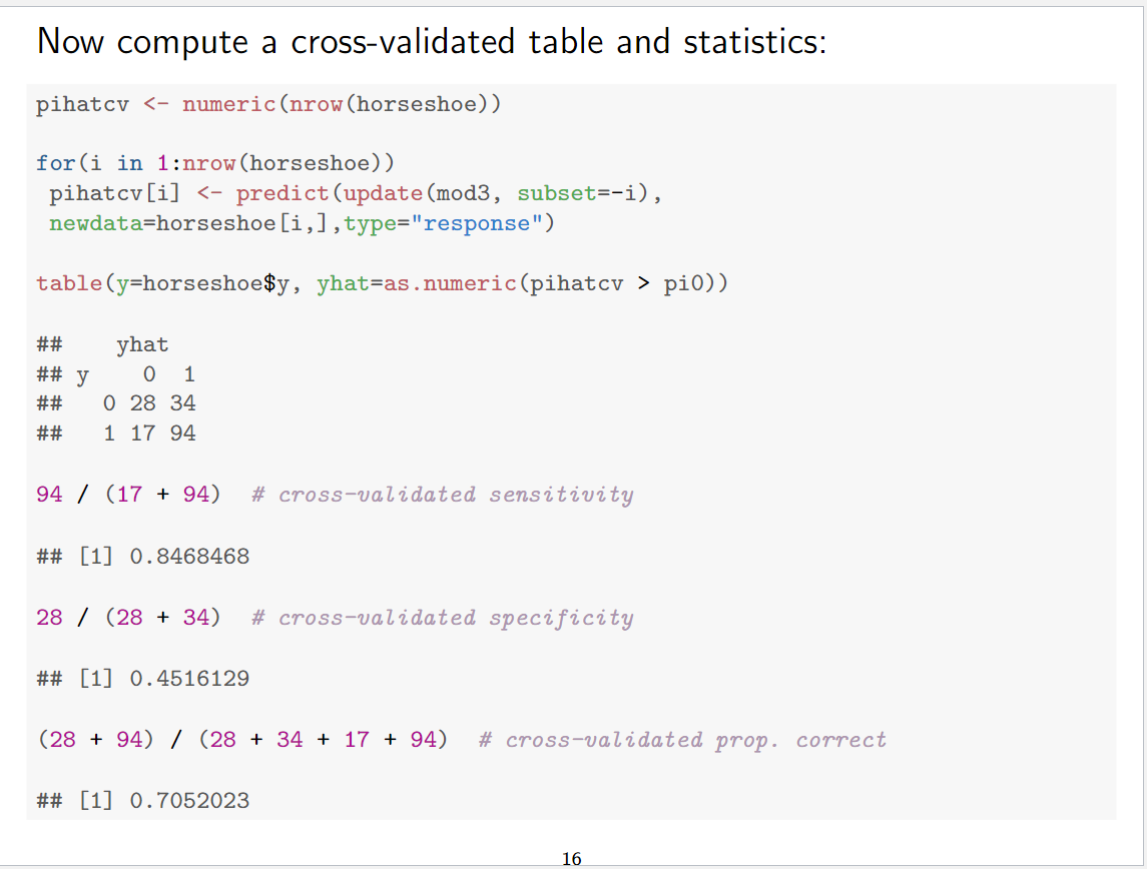 Now compute a cross-validated table and statistics:
pihatcv <- numeric(nrow(horseshoe))
for(i in 1:nrow(horseshoe))
 pihatcv[i] <- predict(update(mod3, subset=-i),
 newdata=horseshoe[i,],type="response")
table(y=horseshoe$y, yhat=as.numeric(pihatcv > pi0))
##    yhat
## y    0  1
##   0 28 34
##   1 17 94
94 / (17 + 94)  # cross-validated sensitivity
## [1] 0.8468468
28 / (28 + 34)  # cross-validated specificity
## [1] 0.4516129
(28 + 94) / (28 + 34 + 17 + 94)  # cross-validated prop. correct
## [1] 0.7052023
16